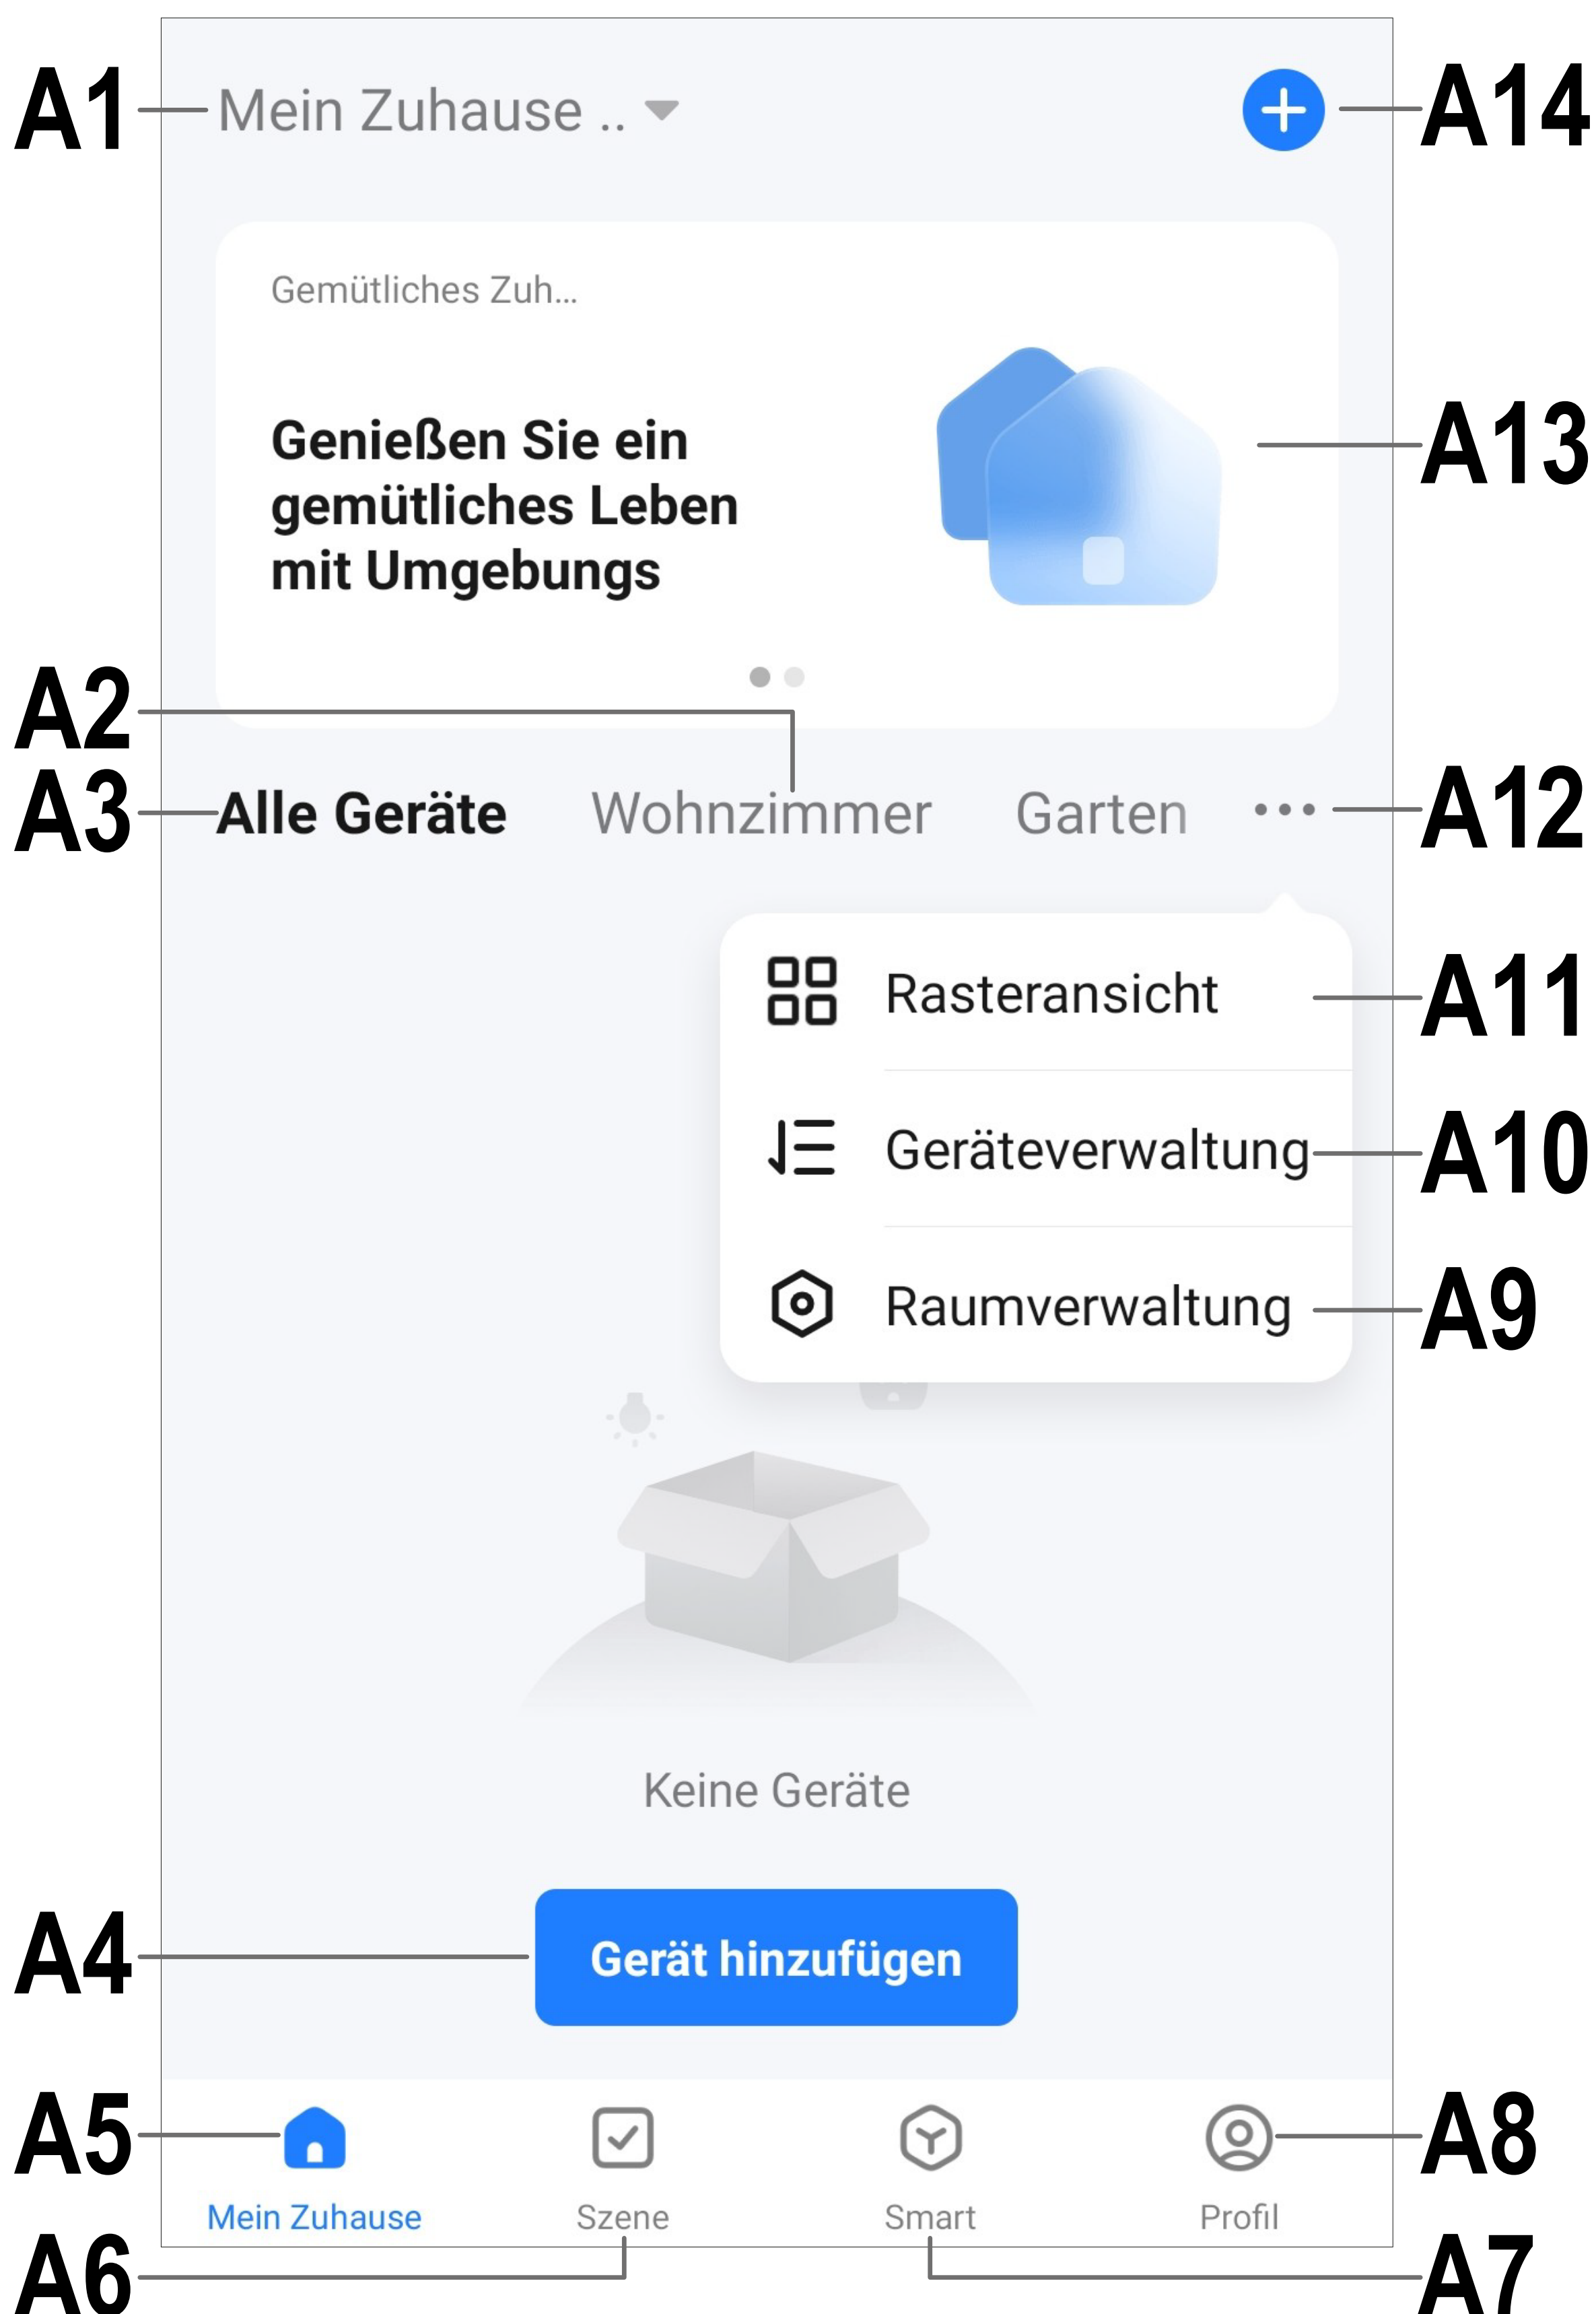 A1
Mein Zuhause ..
A14
Gemütliches Zuh...
Genießen Sie ein
gemütliches Leben
mit Umgebungs
A13
A2
A3
Alle Geräte
Wohnzimmer
Garten
A12
Rasteransicht
A11
Geräteverwaltung
A10
Raumverwaltung
A9
Keine Geräte
A4
Gerät hinzufügen
A5
A8
Mein Zuhause
Szene
Smart
Profil
A6
A7